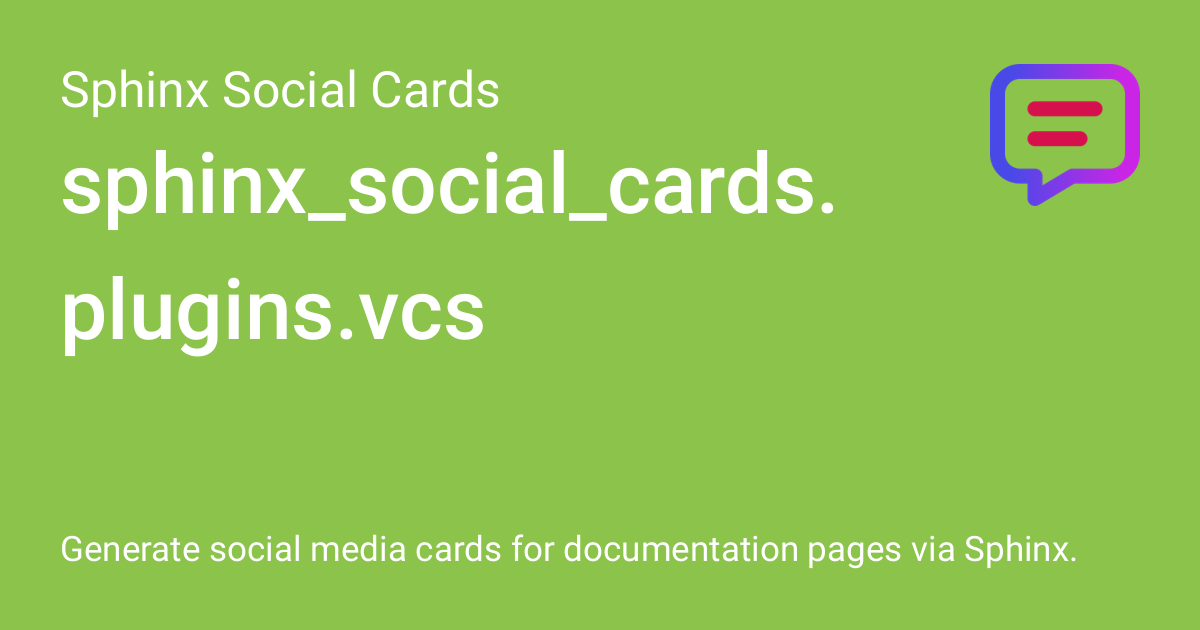 Sphinx Social Cards
sphinx_social_cards.
plugins.vcs
Generate social media cards for documentation pages via Sphinx.